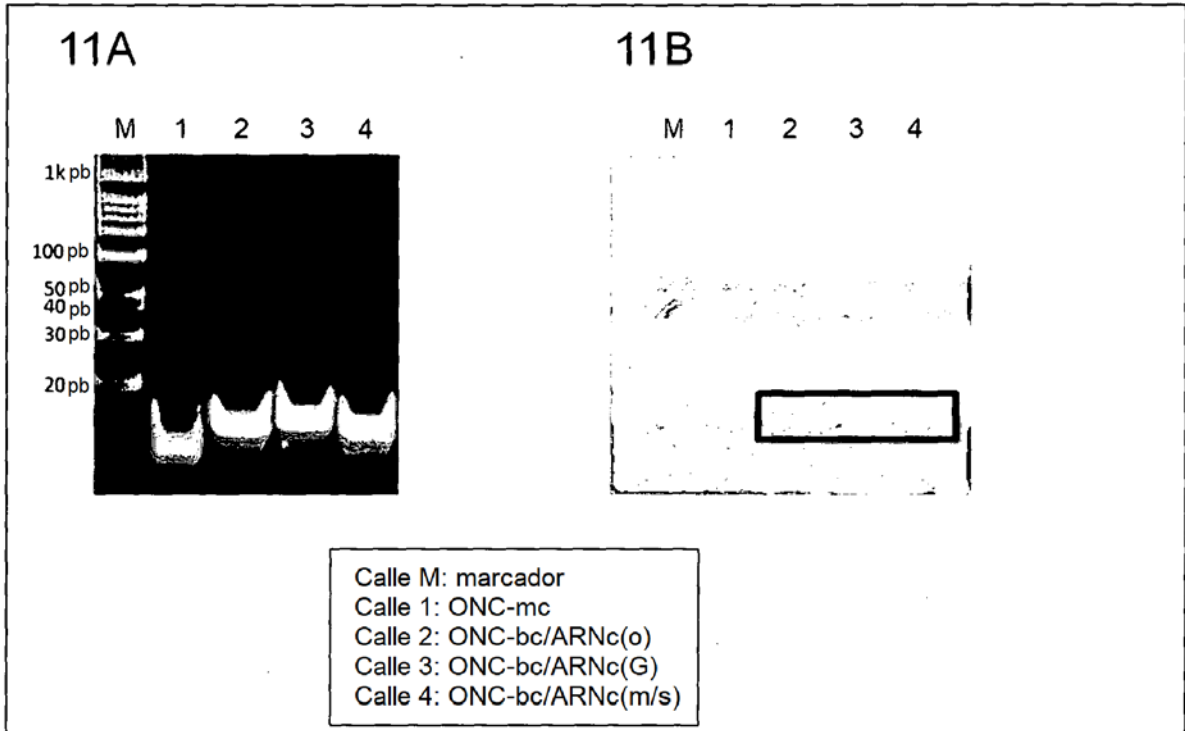 11A
11B
M 1 2 3 4
M 1 2 3 4
1k pb
100 pb
50 pb
40 pb
30 pb
20 pb
Calle M: marcador
Calle 1: ONC-mc
Calle 2: ONC-bc/ARNc(o)
Calle 3: ONC-bc/ARNc(G)
Calle 4: ONC-bc/ARNc(m/s)